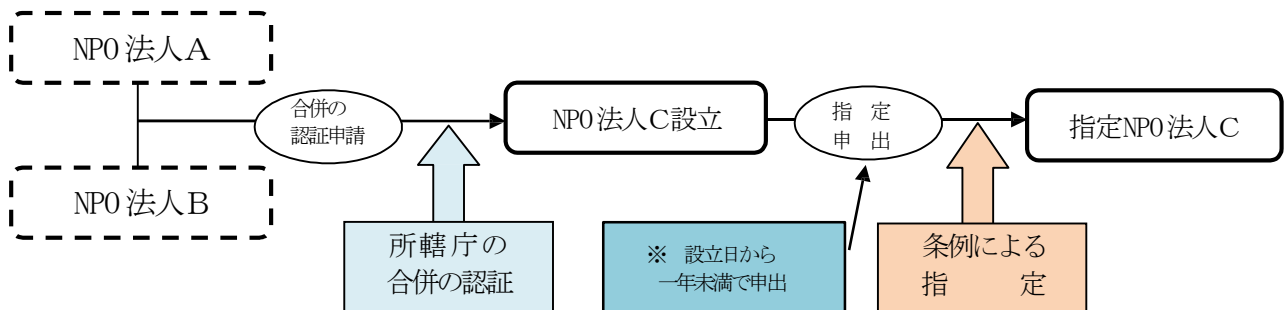 NPO法人A
NPO法人B
合併の
認証申請
所轄庁の
合併の認証
NPO法人C設立
指 定
申 出
※ 設立日から
一年未満で申出
条例による
指 定
指定NPO法人C